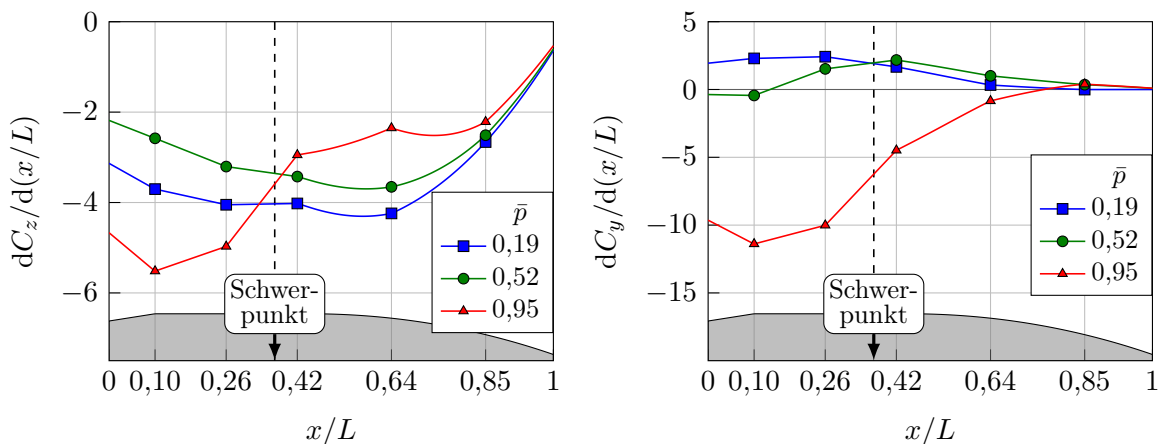 0
−2
−4
−6
dC_z/d(x/L)
p̄
0,19
0,52
0,95
Schwer-
punkt
0 0,10 0,26 0,42 0,64 0,85 1
x/L
5
0
−5
−10
−15
dC_y/d(x/L)
p̄
0,19
0,52
0,95
Schwer-
punkt
0 0,10 0,26 0,42 0,64 0,85 1
x/L